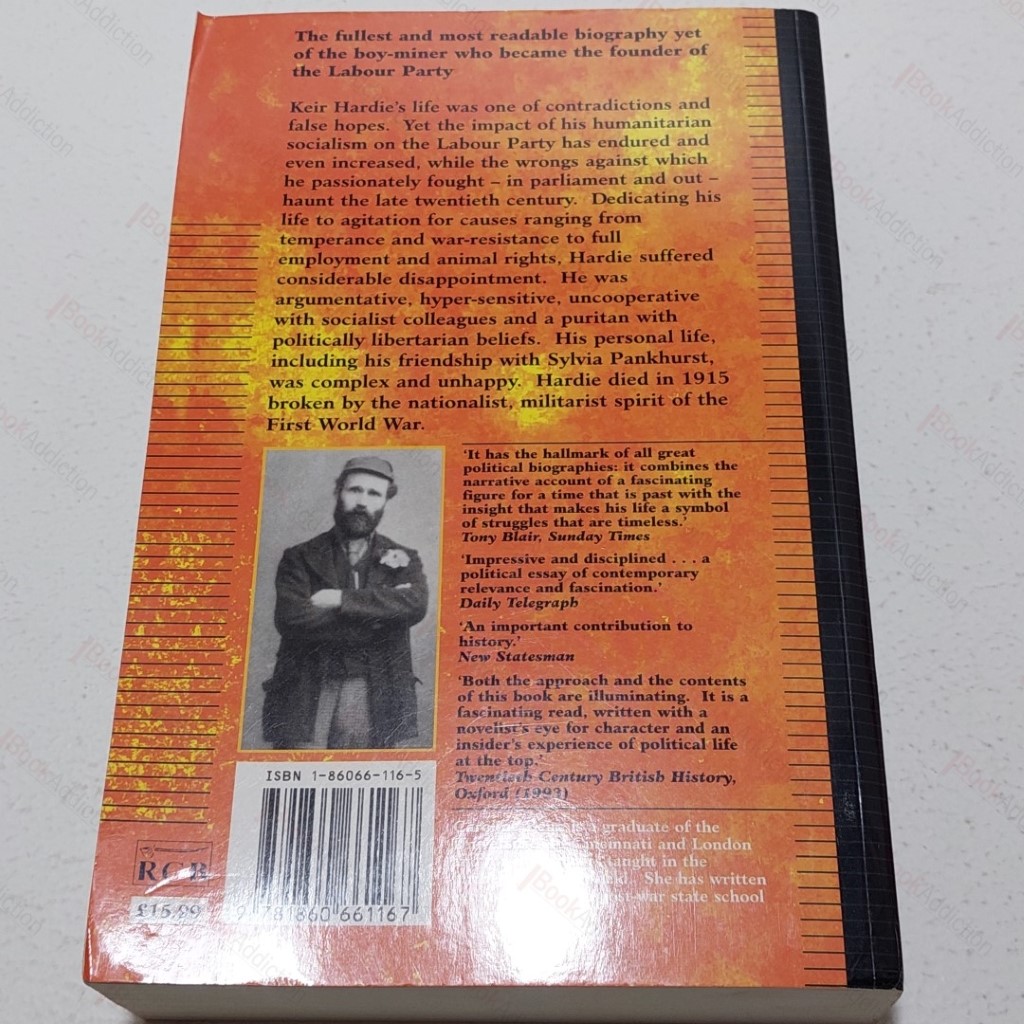 The fullest and most readable biography yet
of the boy-miner who became the founder of
the Labour Party
Keir Hardie's life was one of contradictions and
false hopes. Yet the impact of his humanitarian
socialism on the Labour Party has endured and
even increased, while the wrongs against which
he passionately fought – in parliament and out –
haunt the late twentieth century. Dedicating his
life to agitation for causes ranging from
temperance and war-resistance to full
employment and animal rights, Hardie suffered
considerable disappointment. He was
argumentative, hyper-sensitive, uncooperative
with socialist colleagues and a puritan with
politically libertarian beliefs. His personal life,
including his friendship with Sylvia Pankhurst,
was complex and unhappy. Hardie died in 1915
broken by the nationalist, militarist spirit of the
First World War.
'It has the hallmark of all great
political biographies: it combines the
narrative account of a fascinating
figure for a time that is past with the
insight that makes his life a symbol
of struggles that are timeless.'
Tony Blair, Sunday Times
'Impressive and disciplined . . . a
political essay of contemporary
relevance and fascination.'
Daily Telegraph
'An important contribution to
history.'
New Statesman
'Both the approach and the contents
of this book are illuminating. It is a
fascinating read, written with a
novelist's eye for character and an
insider's experience of political life
at the top.'
Twentieth Century British History,
Oxford (1993)
is a graduate of the
and London
taught in the
She has written
post-war state school
ISBN 1-86066-116-5
9 781860 661167
RCB
£15.99
BookAddiction